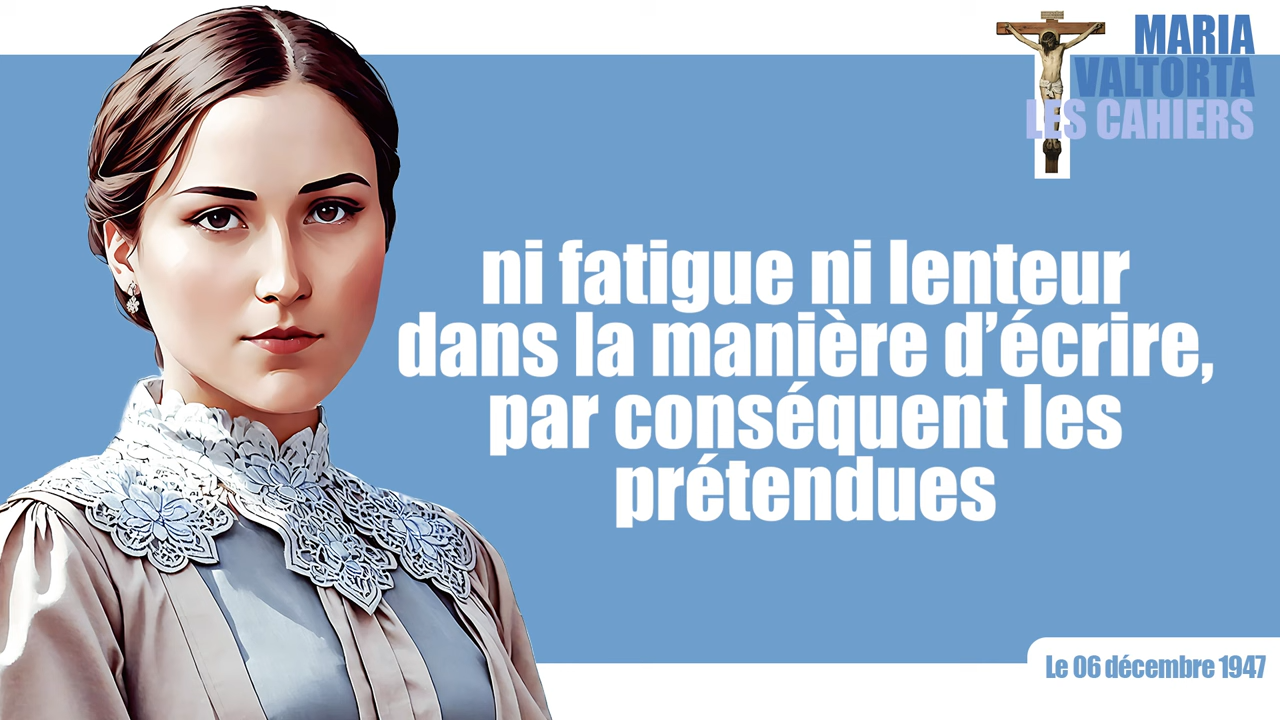 MARIA
VALTORTA
LES CAHIERS
ni fatigue ni lenteur
dans la manière d’écrire,
par conséquent les
prétendues
Le 06 décembre 1947